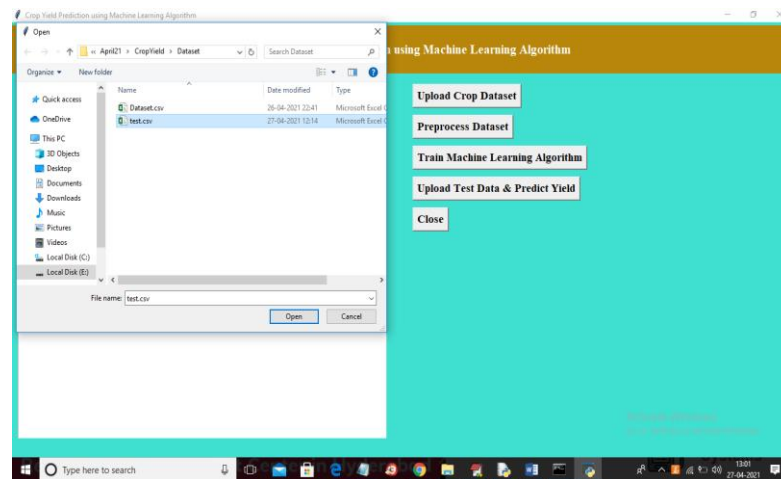 Crop Yield Prediction using Machine Learning Algorithm
Open
« April21 › CropYield › Dataset
Search Dataset
using Machine Learning Algorithm
Organize
New folder
Name
Date modified
Type
Quick access
OneDrive
This PC
3D Objects
Desktop
Documents
Downloads
Music
Pictures
Videos
Local Disk (C:)
Local Disk (E:)
Dataset.csv
26-04-2021 22:41
Microsoft Excel C
test.csv
27-04-2021 12:14
Microsoft Excel C
File name:
test.csv
Open
Cancel
Upload Crop Dataset
Preprocess Dataset
Train Machine Learning Algorithm
Upload Test Data & Predict Yield
Close
Type here to search
13:01
27-04-2021